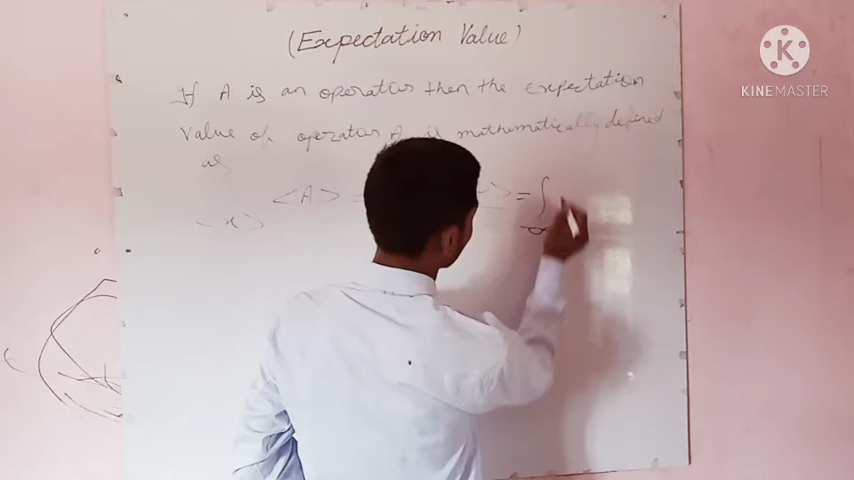 (Expectation Value)
If A is an operator then the expectation
Value of operator A is mathematically defined
as
<A> = > = ∫
<x>
K
KINEMASTER